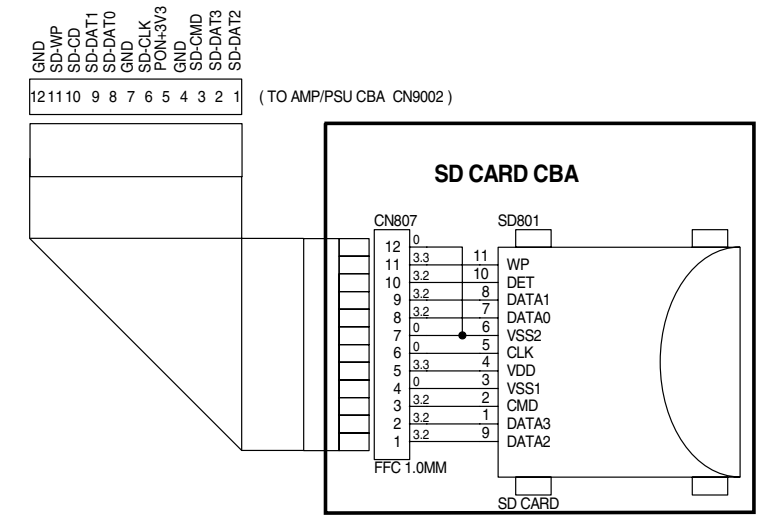 GND
SD-WP
SD-CD
SD-DAT1
SD-DAT0
GND
SD-CLK
PON+3V3
GND
SD-CMD
SD-DAT3
SD-DAT2
12 11 10 9 8 7 6 5 4 3 2 1 ( TO AMP/PSU CBA CN9002 )
SD CARD CBA
CN807 SD801
12 0
11 3.3 11 WP
10 3.2 10 DET
9 3.2 8 DATA1
8 3.2 7 DATA0
7 0 6 VSS2
6 0 5 CLK
5 3.3 4 VDD
4 0 3 VSS1
3 3.2 2 CMD
2 3.2 1 DATA3
1 3.2 9 DATA2
FFC 1.0MM
SD CARD